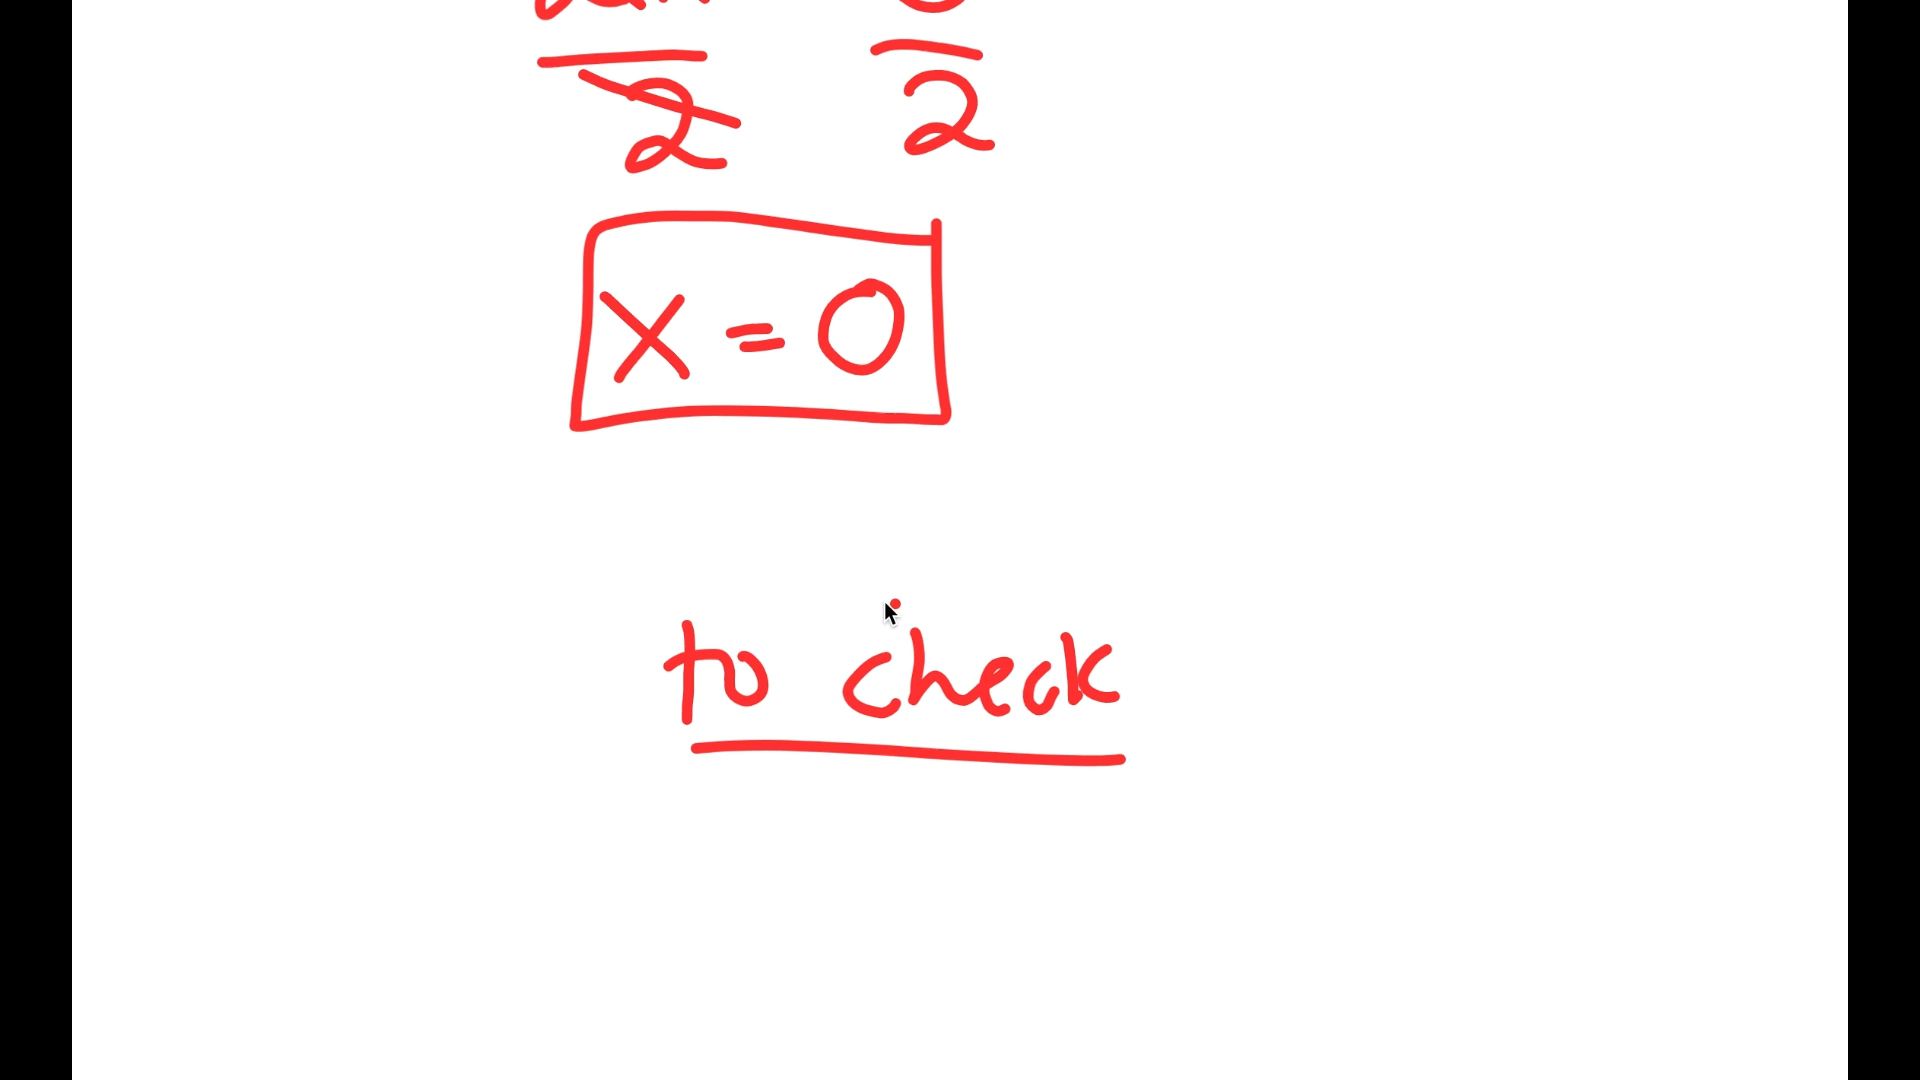 2 2
x = 0
to check